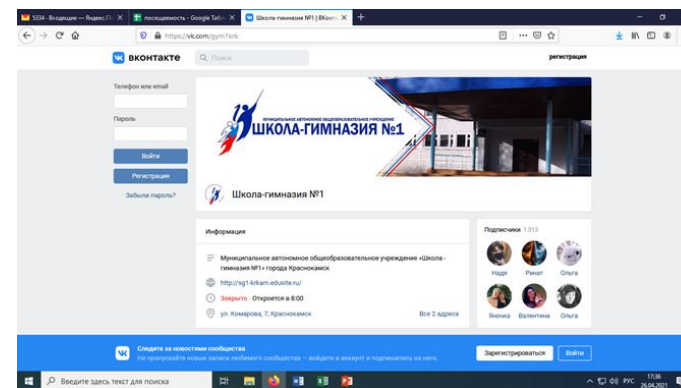 5334 · Входящие — Яндекс.П
посещаемость - Google Табли
Школа-гимназия №1 | ВКонта
https://vk.com/gym1krk
вконтакте
Поиск
регистрация
Телефон или email
Пароль
Войти
Регистрация
Забыли пароль?
МУНИЦИПАЛЬНОЕ АВТОНОМНОЕ ОБЩЕОБРАЗОВАТЕЛЬНОЕ УЧРЕЖДЕНИЕ
ШКОЛА-ГИМНАЗИЯ №1
Школа-гимназия №1
Информация
Муниципальное автономное общеобразовательное учреждение «Школа -
гимназия №1» города Краснокамск
http://sg1-krkam.edusite.ru/
Закрыто · Откроется в 8:00
ул. Комарова, 7, Краснокамск
Все 2 адреса
Подписчики 1 313
Надя
Ринат
Ольга
Яночка
Валентина
Ольга
Следите за новостями сообщества
Не пропускайте новые записи любимого сообщества — войдите в аккаунт и подпишитесь на него.
Зарегистрироваться
Войти
Введите здесь текст для поиска
РУС
17:36
26.04.2021